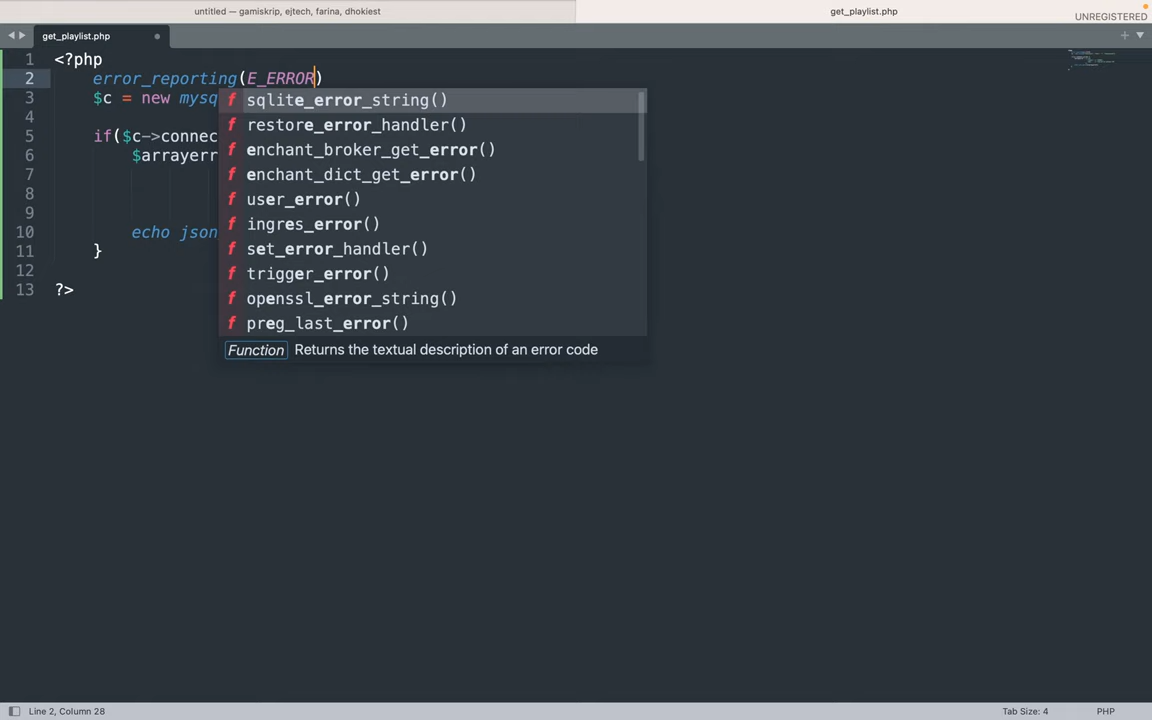 untitled — gamiskrip, ejtech, farina, dhokiest
get_playlist.php
UNREGISTERED
get_playlist.php
1 <?php
2 error_reporting(E_ERROR)
3 $c = new mysq
4
5 if($c->connec
6 $arrayerr
7
8
9
10 echo json
11 }
12
13 ?>
f sqlite_error_string()
f restore_error_handler()
f enchant_broker_get_error()
f enchant_dict_get_error()
f user_error()
f ingres_error()
f set_error_handler()
f trigger_error()
f openssl_error_string()
f preg_last_error()
Function Returns the textual description of an error code
Line 2, Column 28
Tab Size: 4
PHP